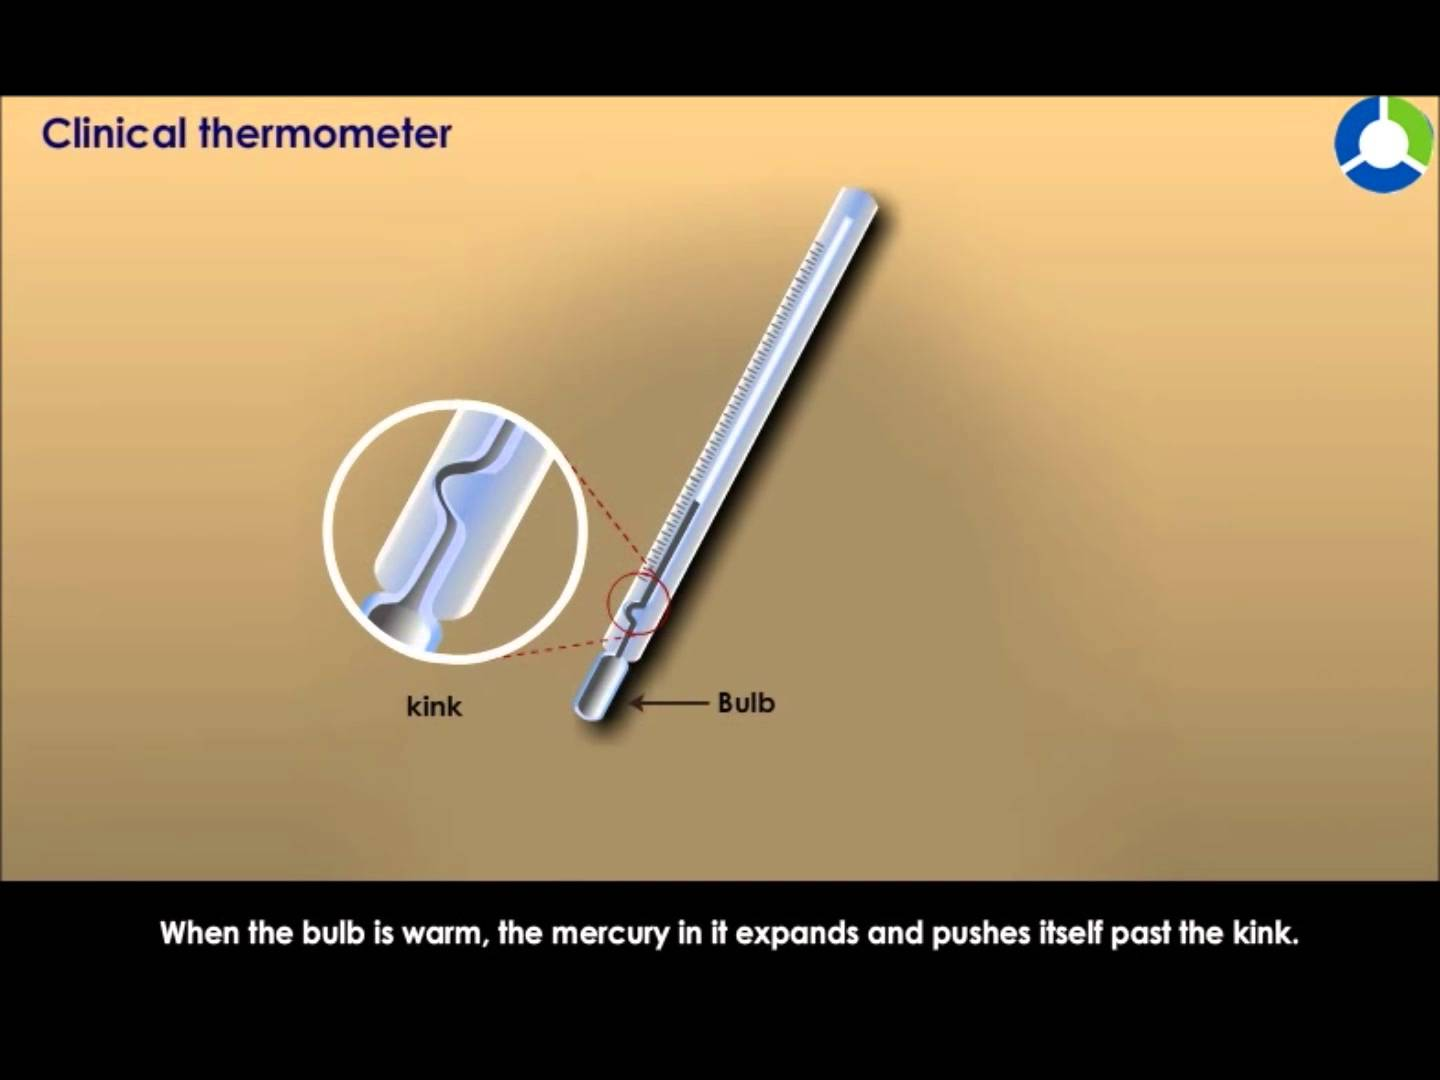 Clinical thermometer
kink
Bulb
When the bulb is warm, the mercury in it expands and pushes itself past the kink.